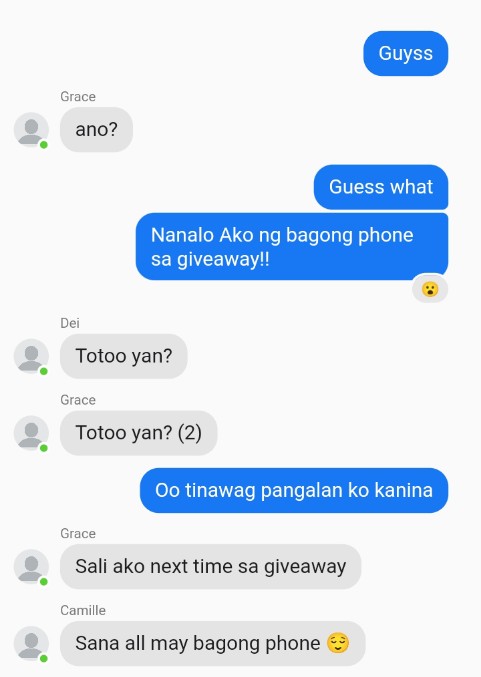 Guyss
Grace
ano?
Guess what
Nanalo Ako ng bagong phone
sa giveaway!!
😮
Dei
Totoo yan?
Grace
Totoo yan? (2)
Oo tinawag pangalan ko kanina
Grace
Sali ako next time sa giveaway
Camille
Sana all may bagong phone 😌